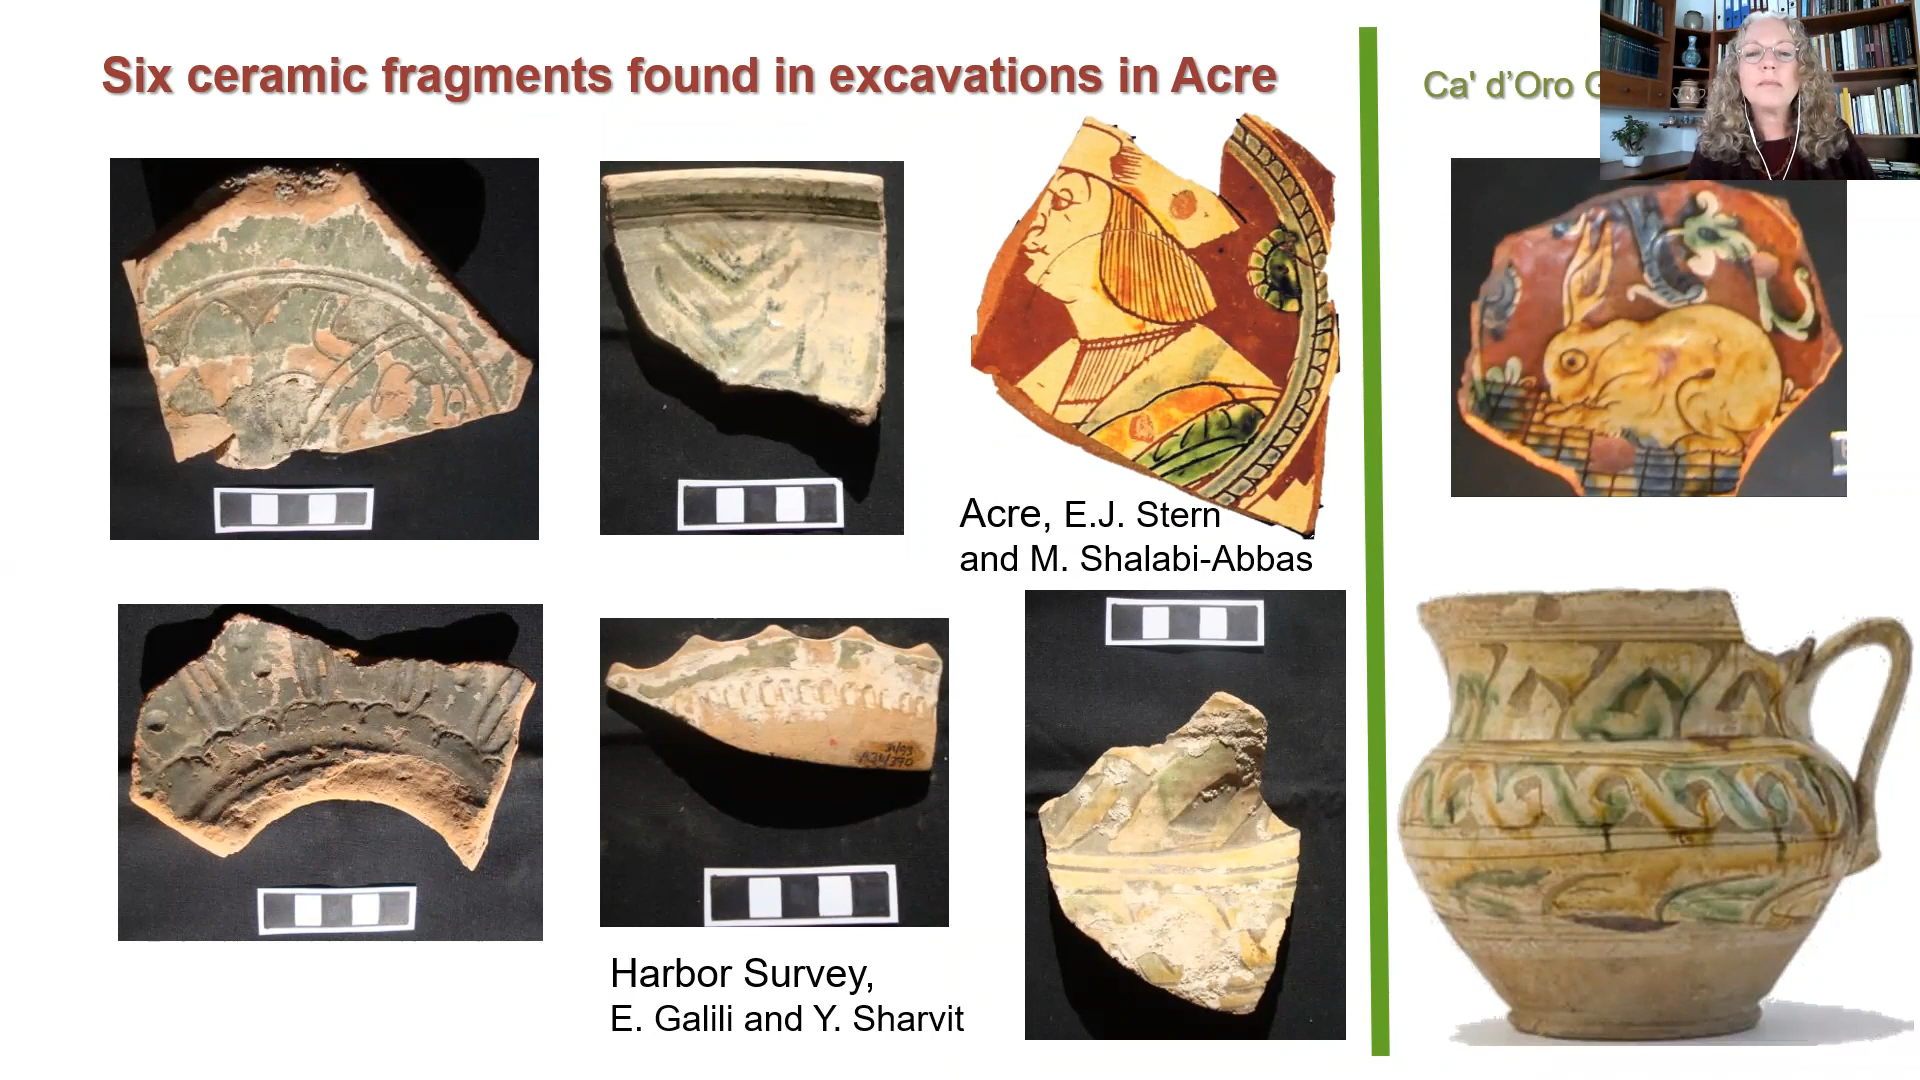 Six ceramic fragments found in excavations in Acre
Ca' d’Oro
Acre, E.J. Stern
and M. Shalabi-Abbas
Harbor Survey,
E. Galili and Y. Sharvit